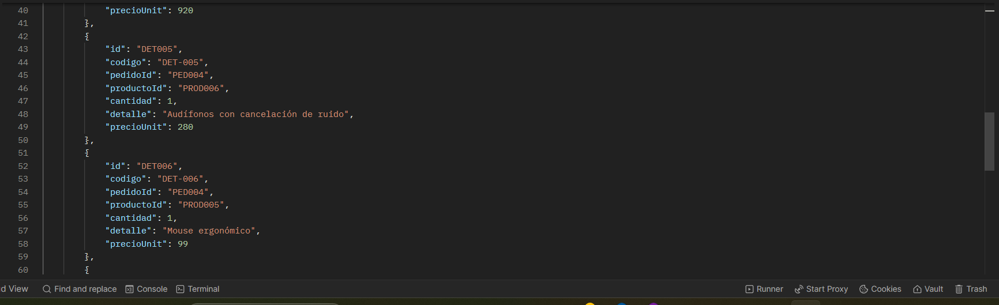 40 "precioUnit": 920
41 },
42 {
43 "id": "DET005",
44 "codigo": "DET-005",
45 "pedidoId": "PED004",
46 "productoId": "PROD006",
47 "cantidad": 1,
48 "detalle": "Audífonos con cancelación de ruido",
49 "precioUnit": 280
50 },
51 {
52 "id": "DET006",
53 "codigo": "DET-006",
54 "pedidoId": "PED004",
55 "productoId": "PROD005",
56 "cantidad": 1,
57 "detalle": "Mouse ergonómico",
58 "precioUnit": 99
59 },
60 {
View Find and replace Console Terminal Runner Start Proxy Cookies Vault Trash